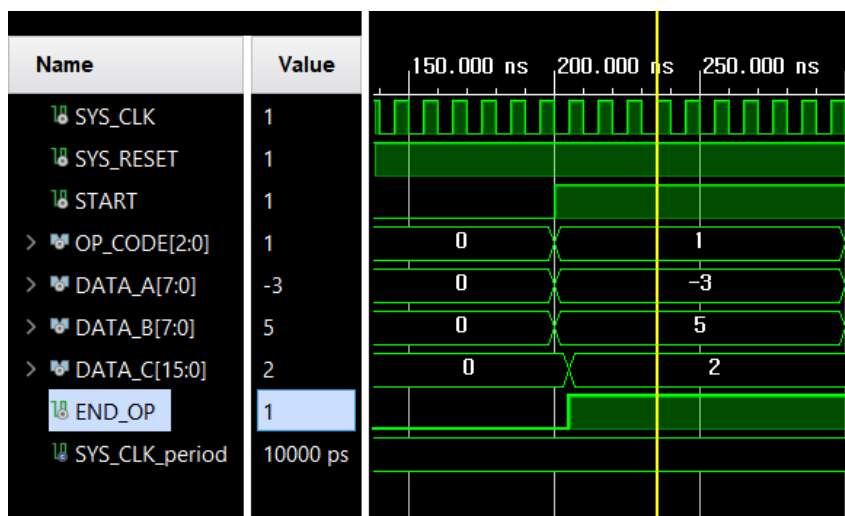 Name Value 150.000 ns 200.000 ns 250.000 ns
SYS_CLK 1
SYS_RESET 1
START 1
> OP_CODE[2:0] 1 0 1
> DATA_A[7:0] -3 0 -3
> DATA_B[7:0] 5 0 5
> DATA_C[15:0] 2 0 2
END_OP 1
SYS_CLK_period 10000 ps